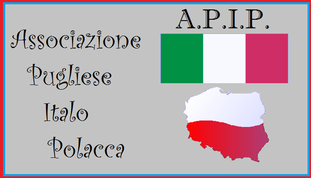 A.P.I.P.
Associazione
Pugliese
Italo
Polacca